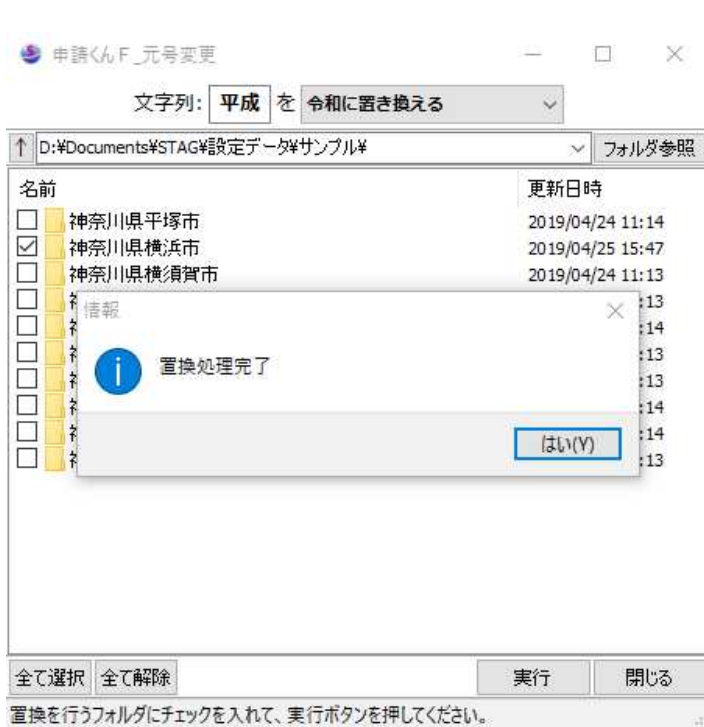 申請くんF_元号変更
文字列: 平成 を 令和に置き換える
↑ D:¥Documents¥STAG¥設定データ¥サンプル¥ フォルダ参照
名前 更新日時
神奈川県平塚市 2019/04/24 11:14
神奈川県横浜市 2019/04/25 15:47
神奈川県横須賀市 2019/04/24 11:13
情報
:13
:14
置換処理完了
:13
:13
:14
はい(Y)
:14
:13
全て選択 全て解除 実行 閉じる
置換を行うフォルダにチェックを入れて、実行ボタンを押してください。